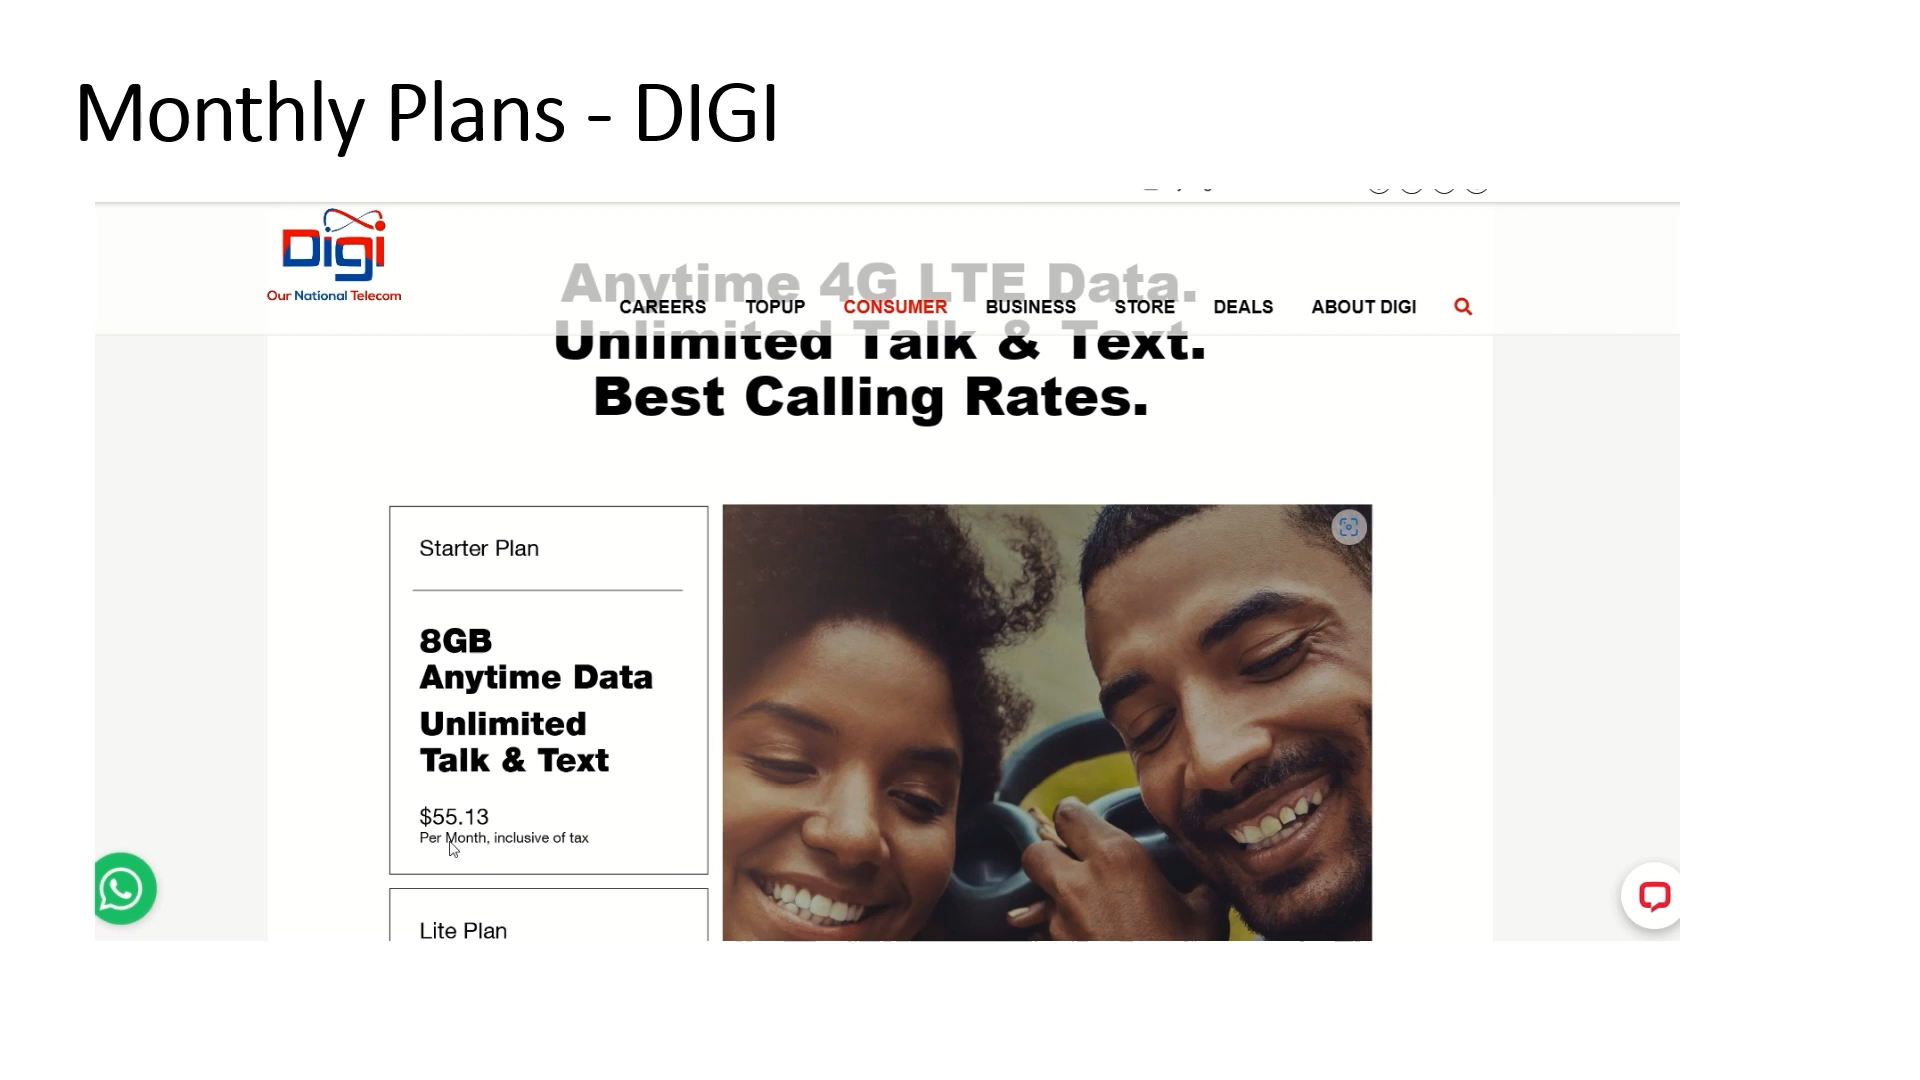 Monthly Plans - DIGI
Digi
Our National Telecom
Anytime 4G LTE Data.
CAREERS TOPUP CONSUMER BUSINESS STORE DEALS ABOUT DIGI
Unlimited Talk & Text.
Best Calling Rates.
Starter Plan
8GB
Anytime Data
Unlimited
Talk & Text
$55.13
Per Month, inclusive of tax
Lite Plan